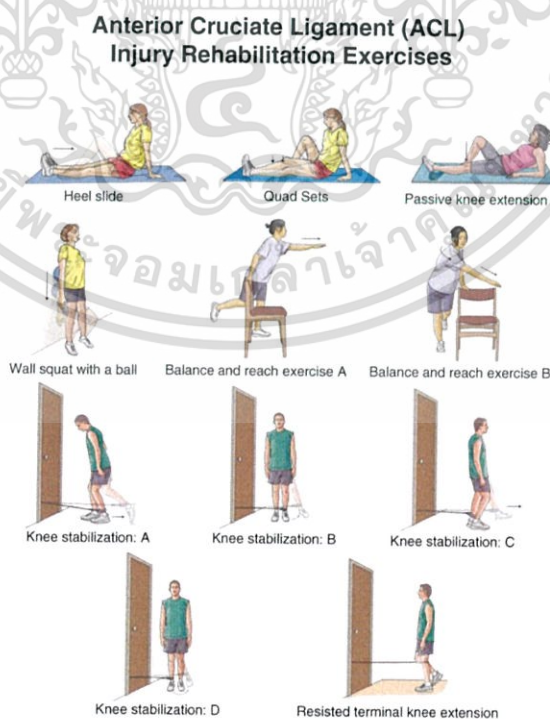 Anterior Cruciate Ligament (ACL)
Injury Rehabilitation Exercises
Heel slide
Quad Sets
Passive knee extension
Wall squat with a ball
Balance and reach exercise A
Balance and reach exercise B
Knee stabilization: A
Knee stabilization: B
Knee stabilization: C
Knee stabilization: D
Resisted terminal knee extension